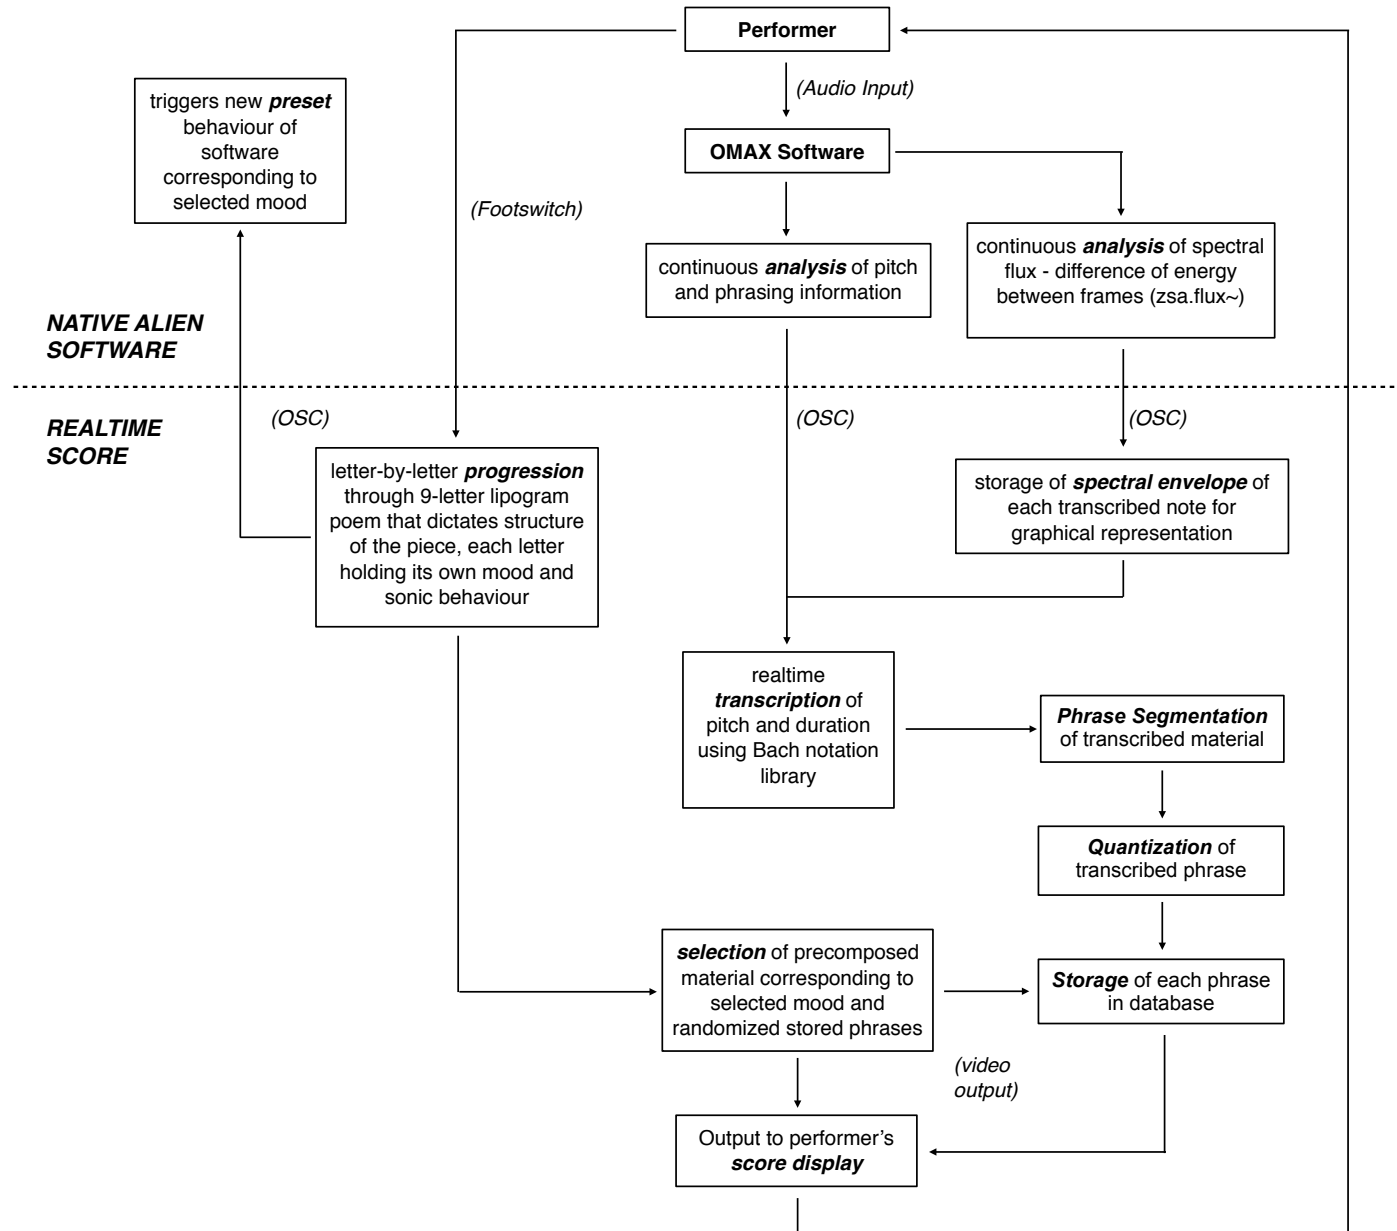 Performer
(Audio Input)
triggers new preset
behaviour of
software
corresponding to
selected mood
OMAX Software
(Footswitch)
continuous analysis of pitch
and phrasing information
continuous analysis of spectral
flux - difference of energy
between frames (zsa.flux~)
NATIVE ALIEN
SOFTWARE
REALTIME
SCORE
(OSC)
(OSC)
(OSC)
letter-by-letter progression
through 9-letter lipogram
poem that dictates structure
of the piece, each letter
holding its own mood and
sonic behaviour
storage of spectral envelope of
each transcribed note for
graphical representation
realtime
transcription of
pitch and duration
using Bach notation
library
Phrase Segmentation
of transcribed material
Quantization of
transcribed phrase
selection of precomposed
material corresponding to
selected mood and
randomized stored phrases
Storage of each phrase
in database
(video
output)
Output to performer’s
score display